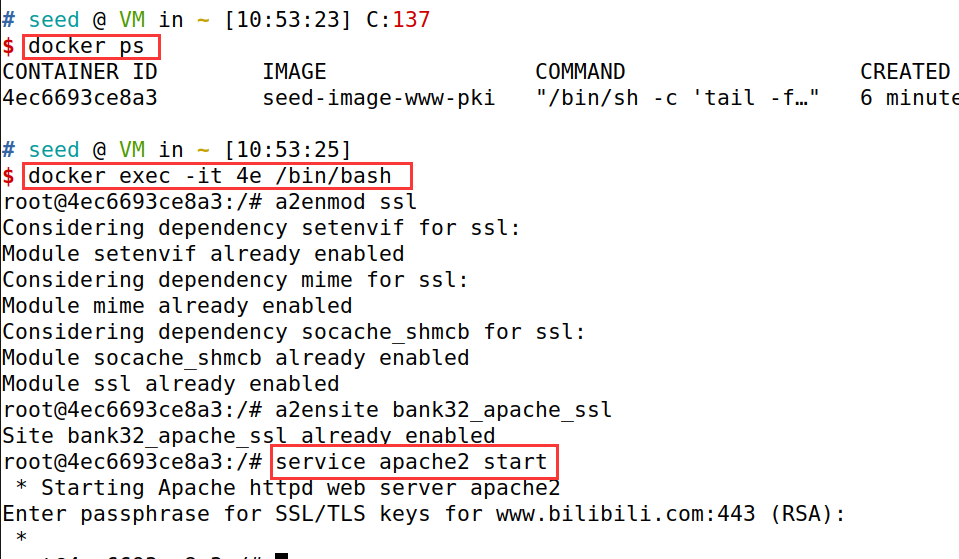 # seed @ VM in ~ [10:53:23] C:137
$ docker ps
CONTAINER ID IMAGE COMMAND CREATED
4ec6693ce8a3 seed-image-www-pki "/bin/sh -c 'tail -f…" 6 minute
# seed @ VM in ~ [10:53:25]
$ docker exec -it 4e /bin/bash
root@4ec6693ce8a3:/# a2enmod ssl
Considering dependency setenvif for ssl:
Module setenvif already enabled
Considering dependency mime for ssl:
Module mime already enabled
Considering dependency socache_shmcb for ssl:
Module socache_shmcb already enabled
Module ssl already enabled
root@4ec6693ce8a3:/# a2ensite bank32_apache_ssl
Site bank32_apache_ssl already enabled
root@4ec6693ce8a3:/# service apache2 start
* Starting Apache httpd web server apache2
Enter passphrase for SSL/TLS keys for www.bilibili.com:443 (RSA):
*